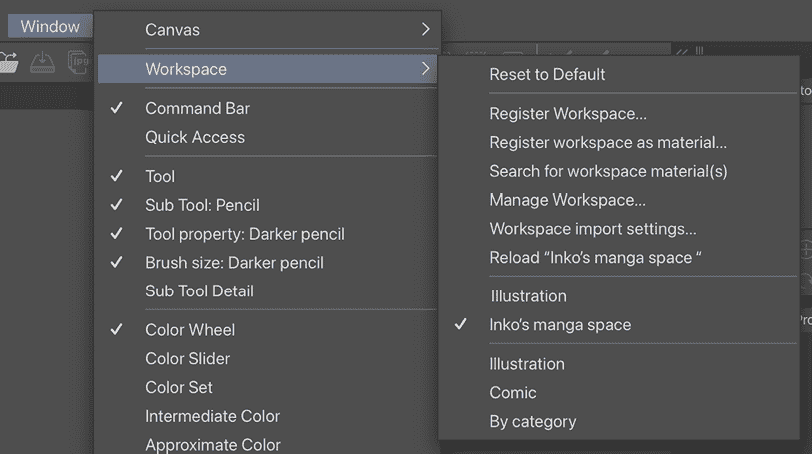 Window
Canvas
Workspace
Command Bar
Quick Access
Tool
Sub Tool: Pencil
Tool property: Darker pencil
Brush size: Darker pencil
Sub Tool Detail
Color Wheel
Color Slider
Color Set
Intermediate Color
Approximate Color
Reset to Default
Register Workspace...
Register workspace as material...
Search for workspace material(s)
Manage Workspace...
Workspace import settings...
Reload “Inko’s manga space “
Illustration
Inko’s manga space
Illustration
Comic
By category
jpg
to
Pro